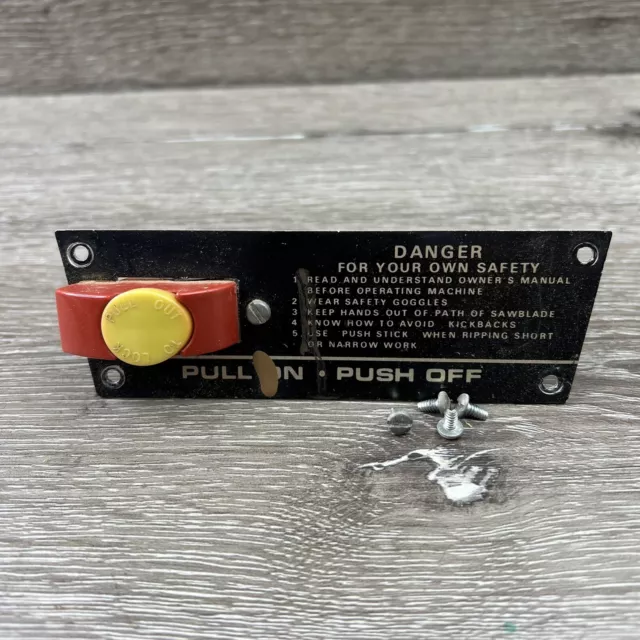 DANGER
FOR YOUR OWN SAFETY
1 READ AND UNDERSTAND OWNER'S MANUAL
BEFORE OPERATING MACHINE
2 WEAR SAFETY GOGGLES
3 KEEP HANDS OUT OF PATH OF SAWBLADE
4 KNOW HOW TO AVOID KICKBACKS
5 USE PUSH STICK WHEN RIPPING SHORT
OR NARROW WORK
PULL ON • PUSH OFF
OUT
TO